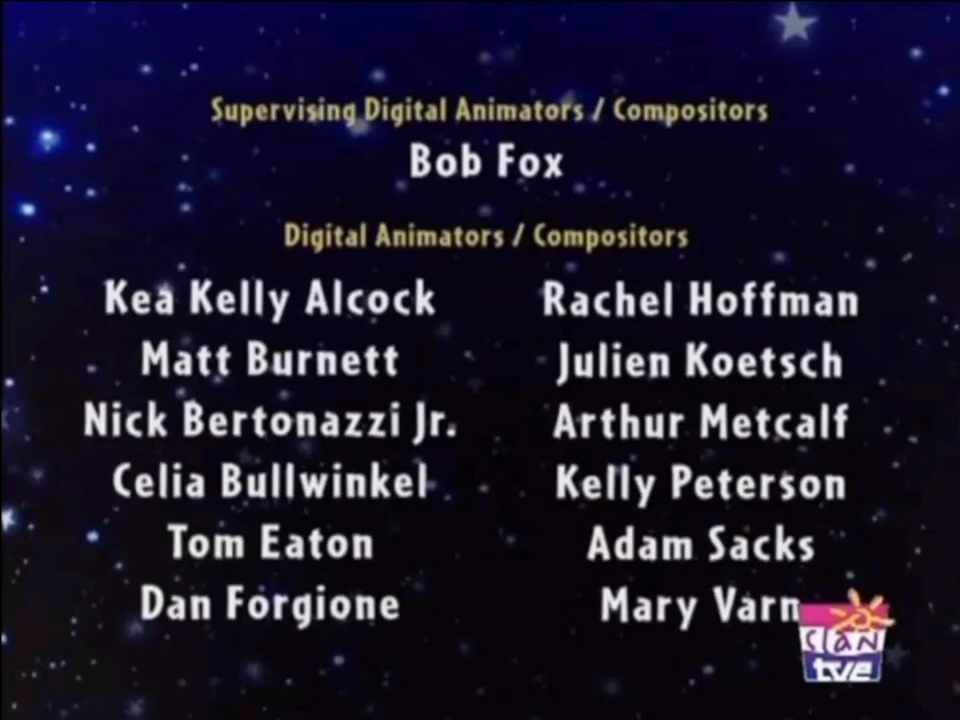 Supervising Digital Animators / Compositors
Bob Fox
Digital Animators / Compositors
Kea Kelly Alcock
Rachel Hoffman
Matt Burnett
Julien Koetsch
Nick Bertonazzi Jr.
Arthur Metcalf
Celia Bullwinkel
Kelly Peterson
Tom Eaton
Adam Sacks
Dan Forgione
Mary
clan
tve